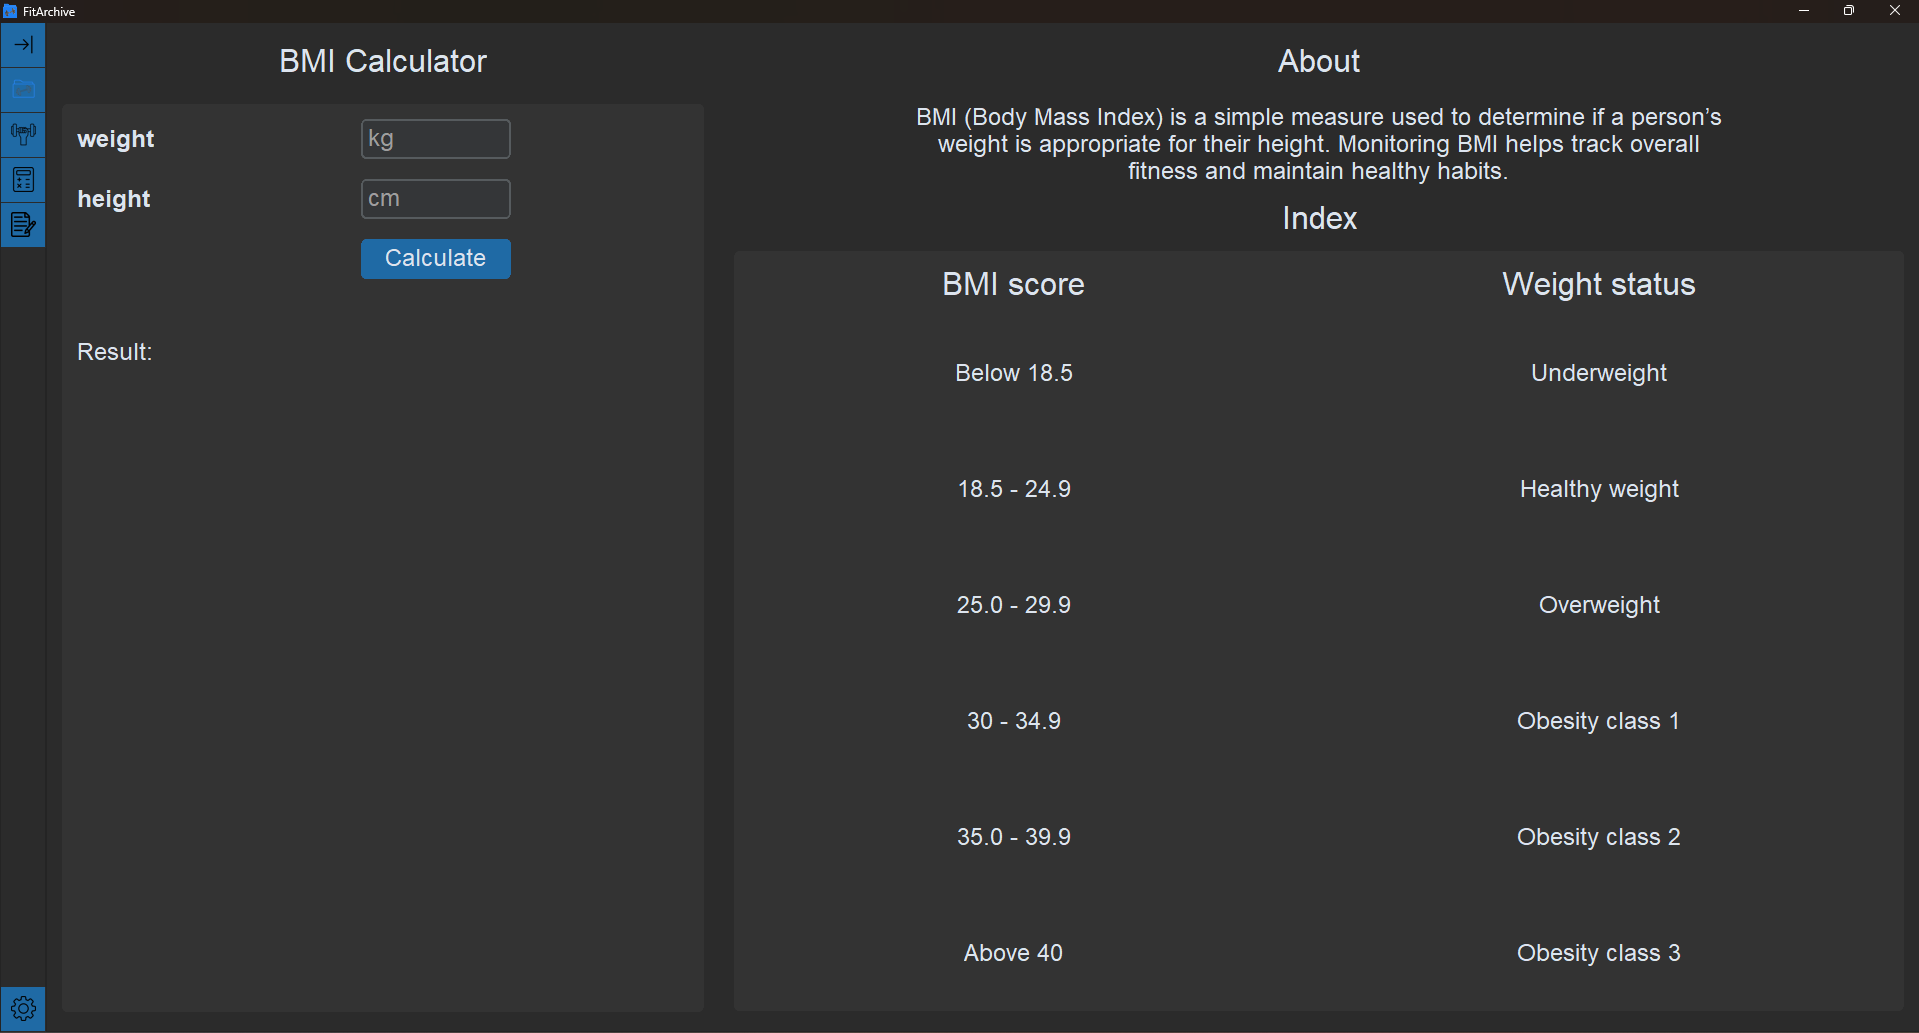 FitArchive
BMI Calculator
weight
kg
height
cm
Calculate
Result:
About
BMI (Body Mass Index) is a simple measure used to determine if a person’s
weight is appropriate for their height. Monitoring BMI helps track overall
fitness and maintain healthy habits.
Index
BMI score Weight status
Below 18.5 Underweight
18.5 - 24.9 Healthy weight
25.0 - 29.9 Overweight
30 - 34.9 Obesity class 1
35.0 - 39.9 Obesity class 2
Above 40 Obesity class 3